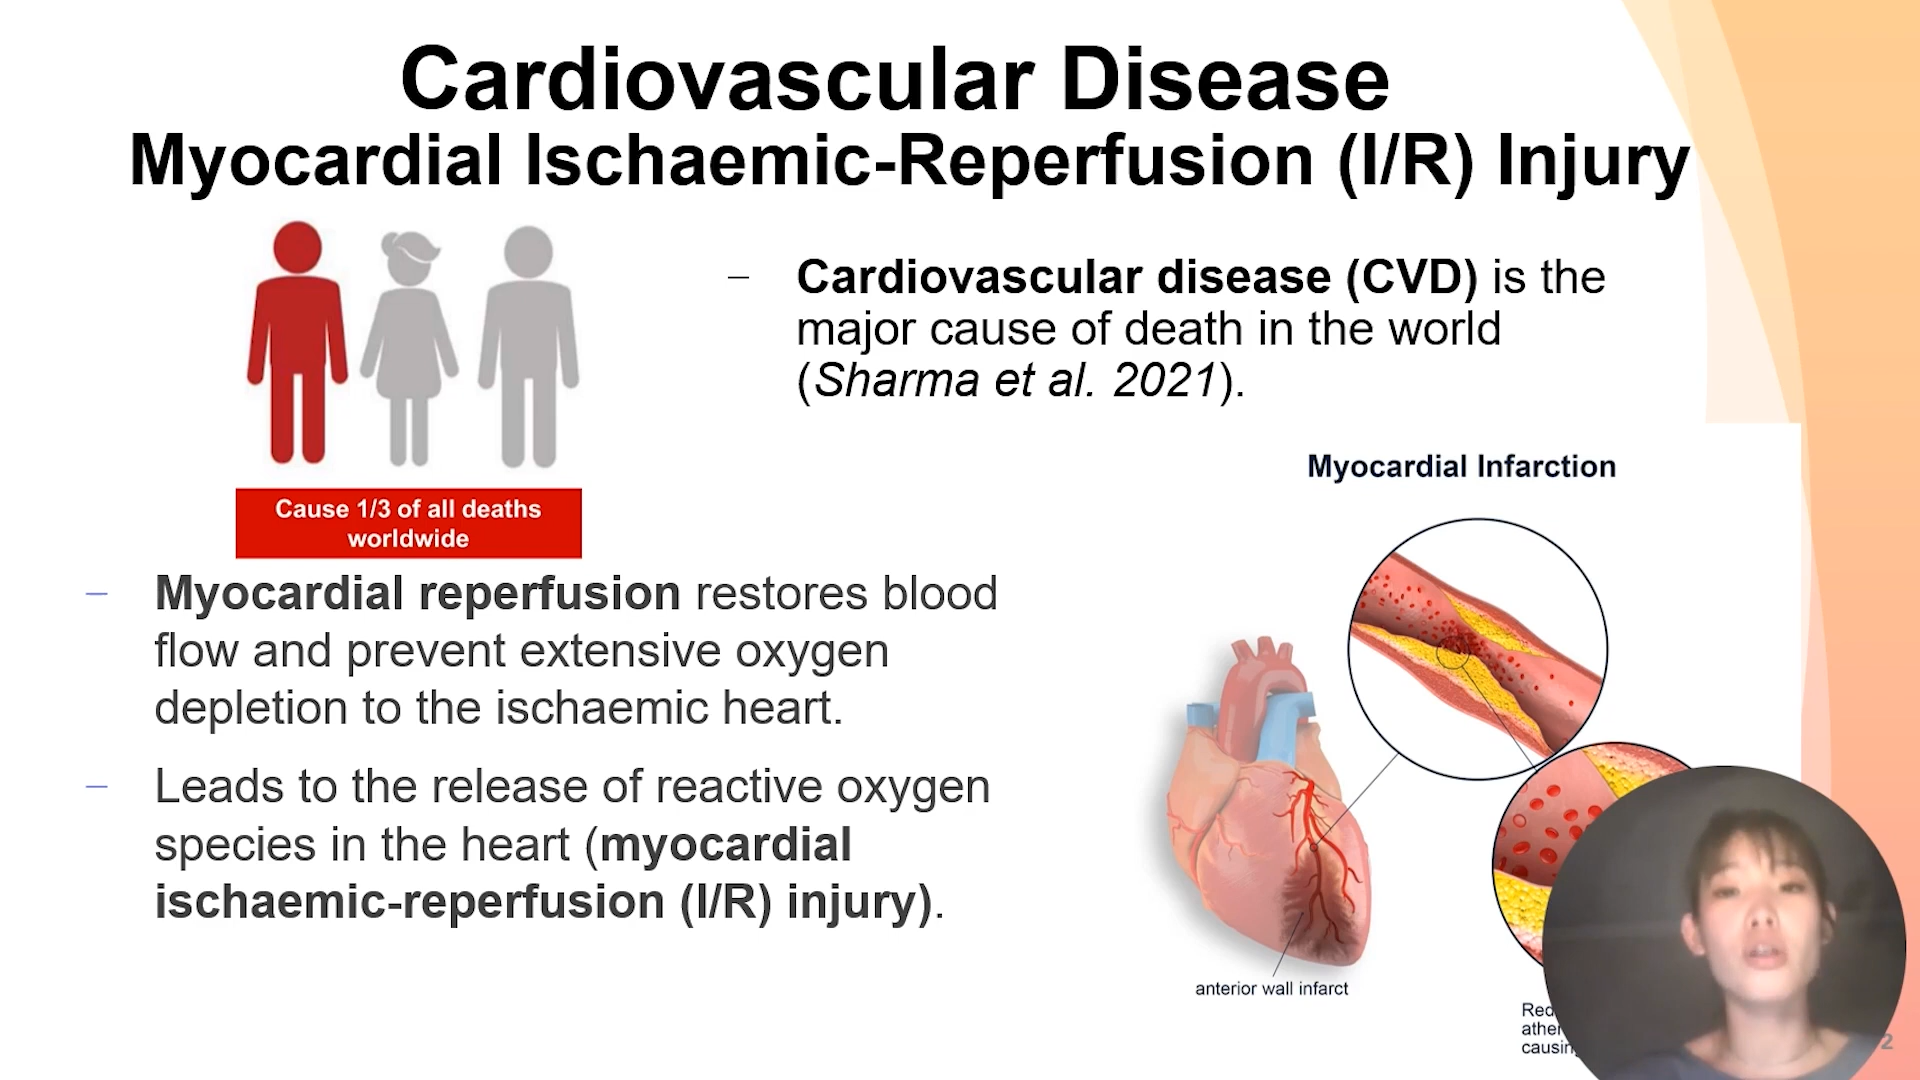 Cardiovascular Disease
Myocardial Ischaemic-Reperfusion (I/R) Injury
– Cardiovascular disease (CVD) is the
major cause of death in the world
(Sharma et al. 2021).
Cause 1/3 of all deaths
worldwide
– Myocardial reperfusion restores blood
flow and prevent extensive oxygen
depletion to the ischaemic heart.
– Leads to the release of reactive oxygen
species in the heart (myocardial
ischaemic-reperfusion (I/R) injury).
Myocardial Infarction
anterior wall infarct
2